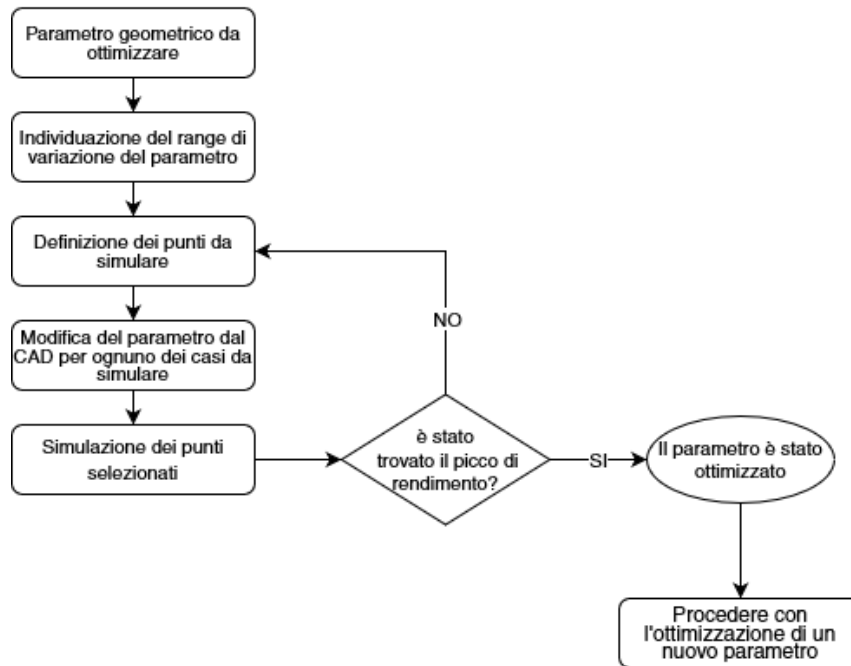 Parametro geometrico da
ottimizzare
Individuazione del range di
variazione del parametro
Definizione dei punti da
simulare
Modifica del parametro dal
CAD per ognuno dei casi da
simulare
Simulazione dei punti
selezionati
NO
è stato
trovato il picco di
rendimento?
SI
Il parametro è stato
ottimizzato
Procedere con
l'ottimizzazione di un
nuovo parametro